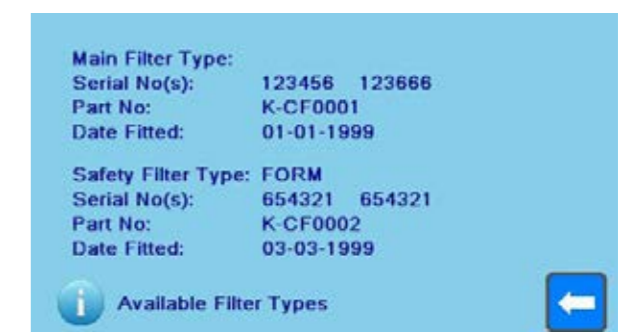 Main Filter Type:
Serial No(s): 123456 123666
Part No: K-CF0001
Date Fitted: 01-01-1999
Safety Filter Type: FORM
Serial No(s): 654321 654321
Part No: K-CF0002
Date Fitted: 03-03-1999
i Available Filter Types